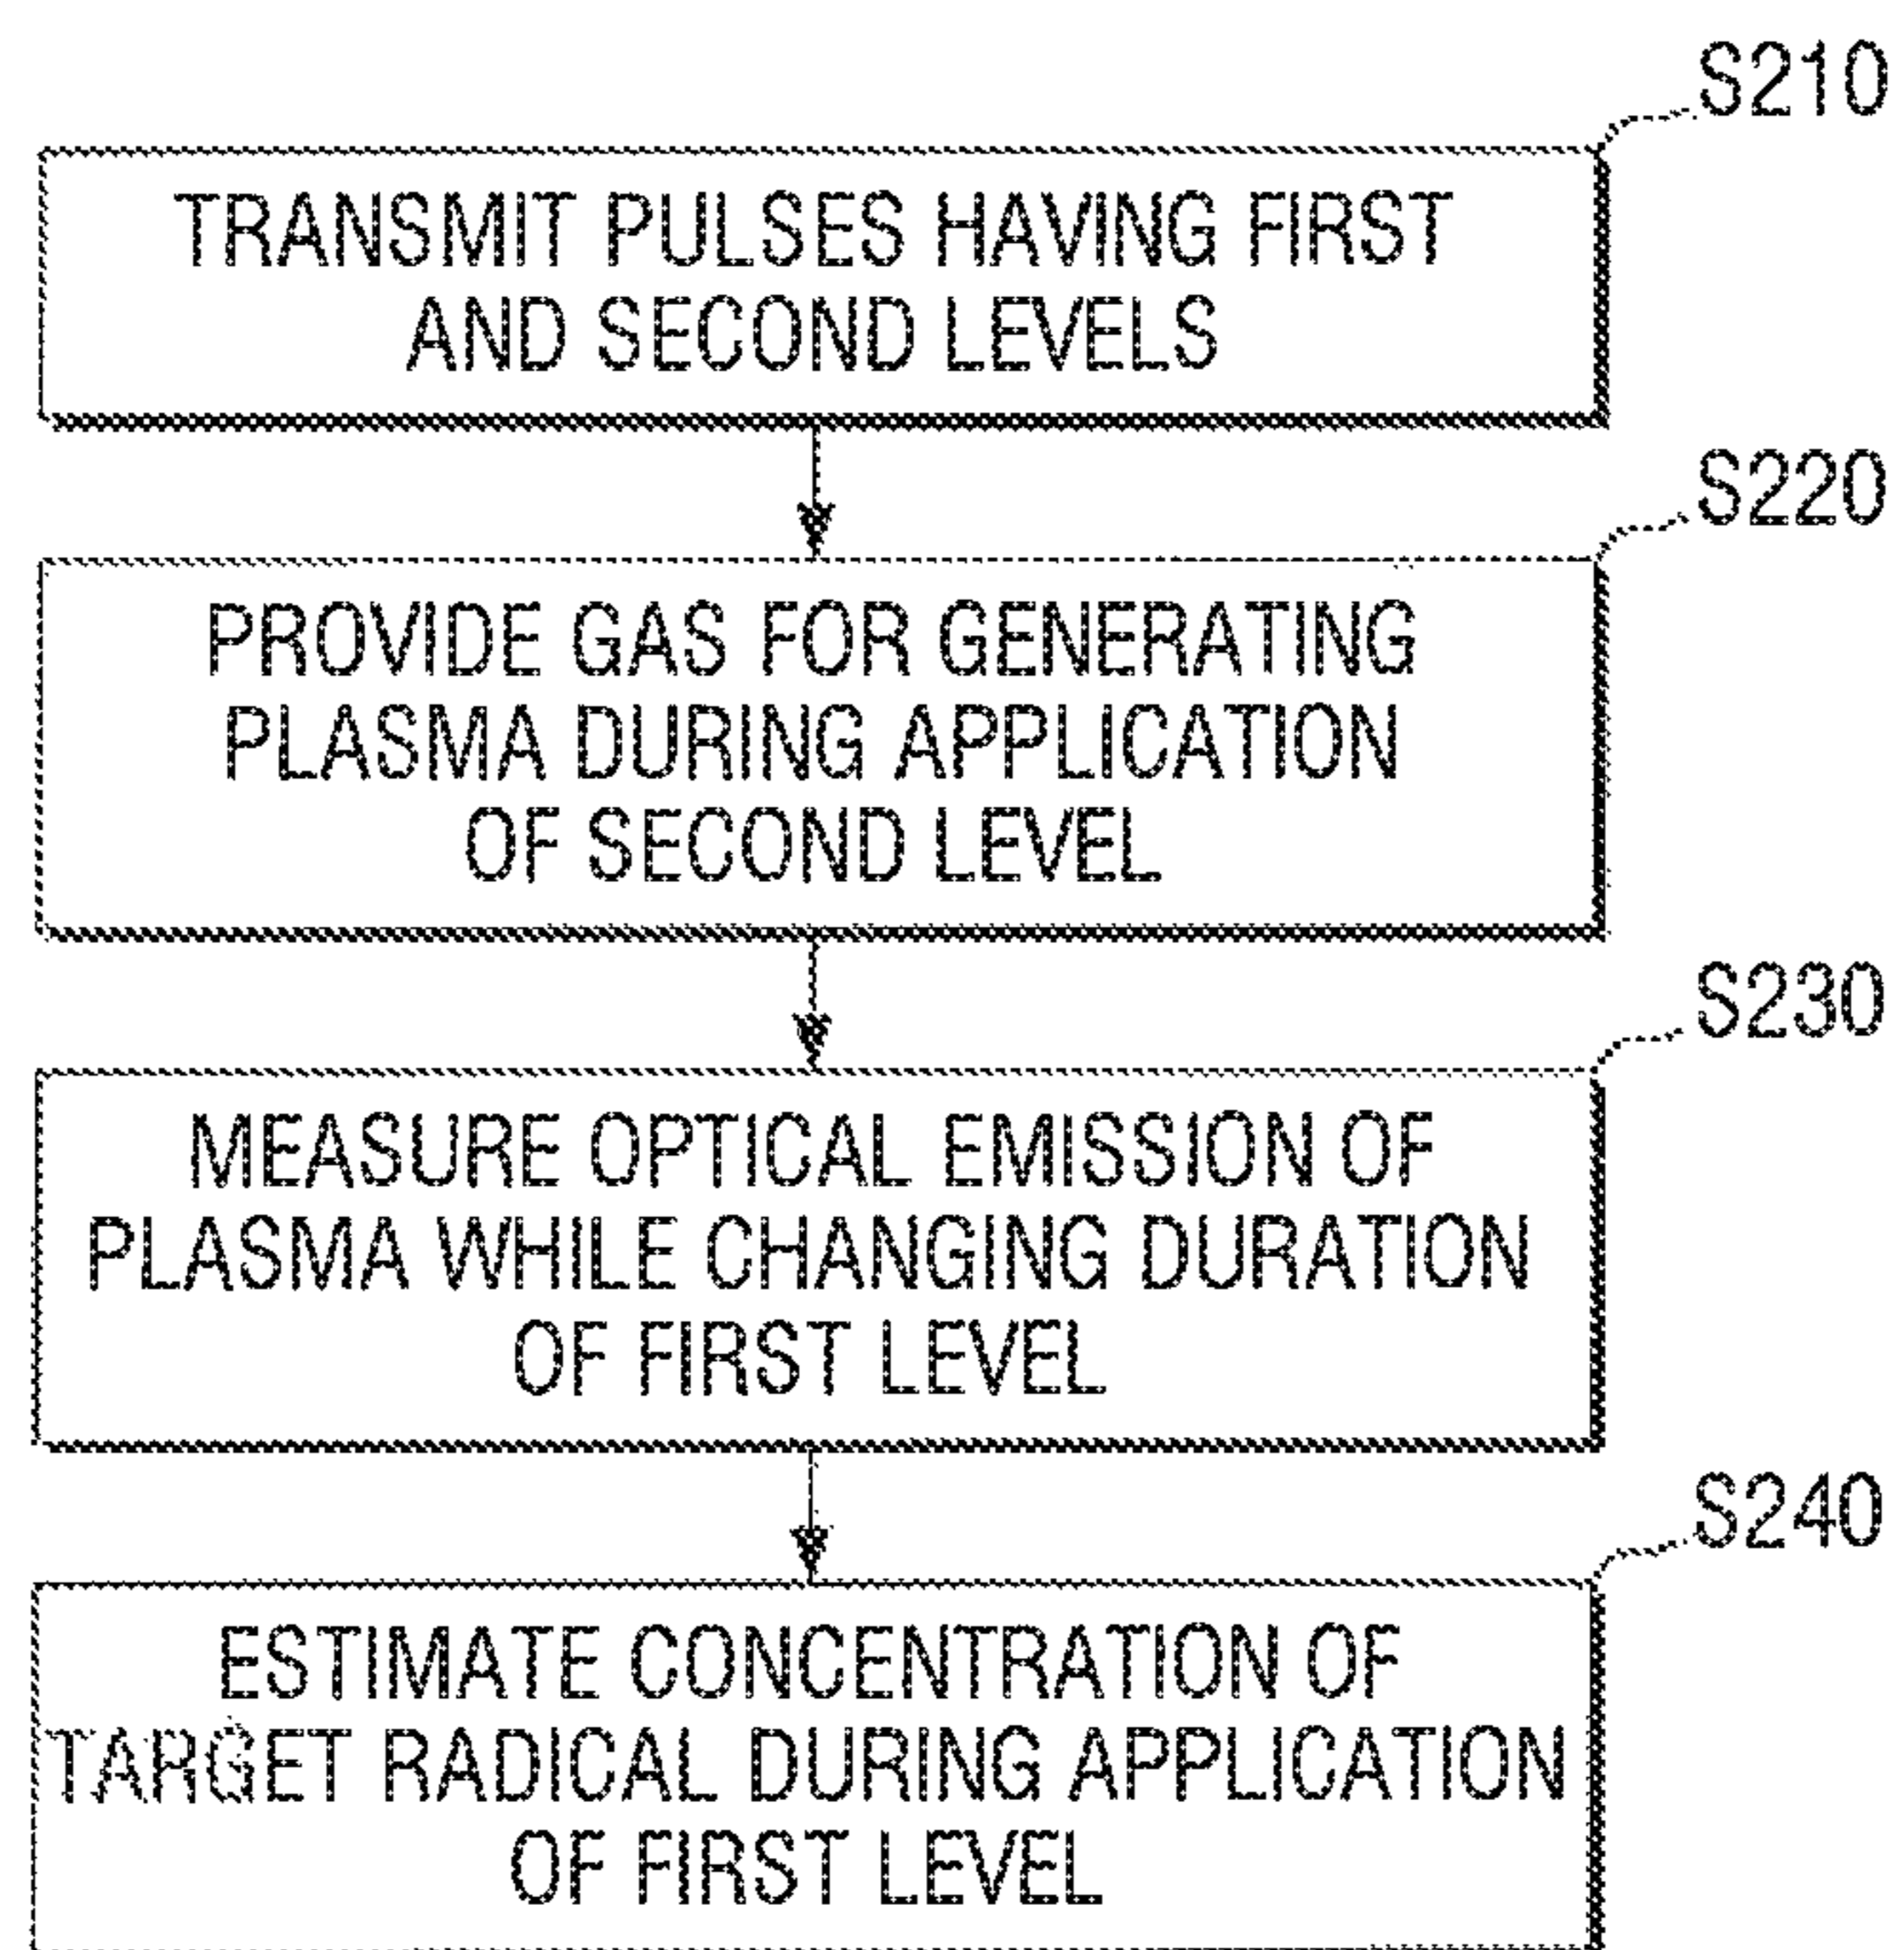 S210
TRANSMIT PULSES HAVING FIRST
AND SECOND LEVELS
S220
PROVIDE GAS FOR GENERATING
PLASMA DURING APPLICATION
OF SECOND LEVEL
S230
MEASURE OPTICAL EMISSION OF
PLASMA WHILE CHANGING DURATION
OF FIRST LEVEL
S240
ESTIMATE CONCENTRATION OF
TARGET RADICAL DURING APPLICATION
OF FIRST LEVEL